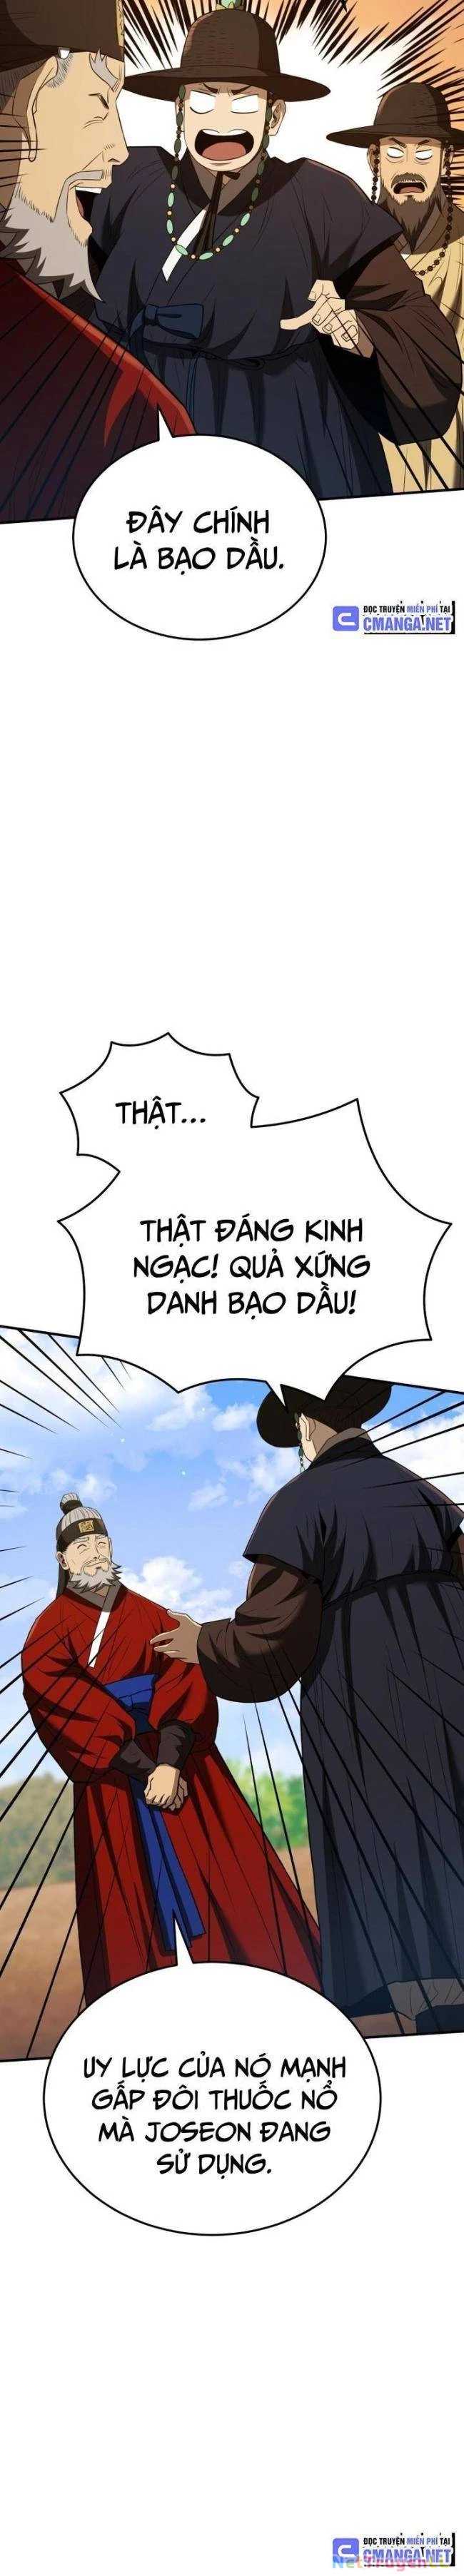 ĐÂY CHÍNH
LÀ BẠO DẦU.
ĐỌC TRUYỆN MIỄN PHÍ TẠI
CMANGA.NET
THẬT...
THẬT ĐÁNG KINH
NGẠC! QUẢ XỨNG
DANH BẠO DẦU!
UY LỰC CỦA NÓ MẠNH
GẤP ĐÔI THUỐC NỔ
MÀ JOSEON ĐANG
SỬ DỤNG.
ĐỌC TRUYỆN MIỄN PHÍ TẠI
CMANGA.NET